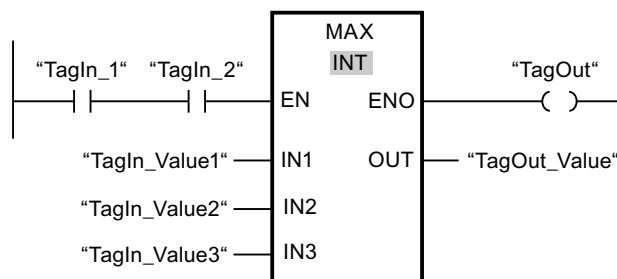 MAX
INT
“TagIn_1“ “TagIn_2“ “TagOut“
EN ENO
“TagIn_Value1“ IN1 OUT “TagOut_Value“
“TagIn_Value2“ IN2
“TagIn_Value3“ IN3